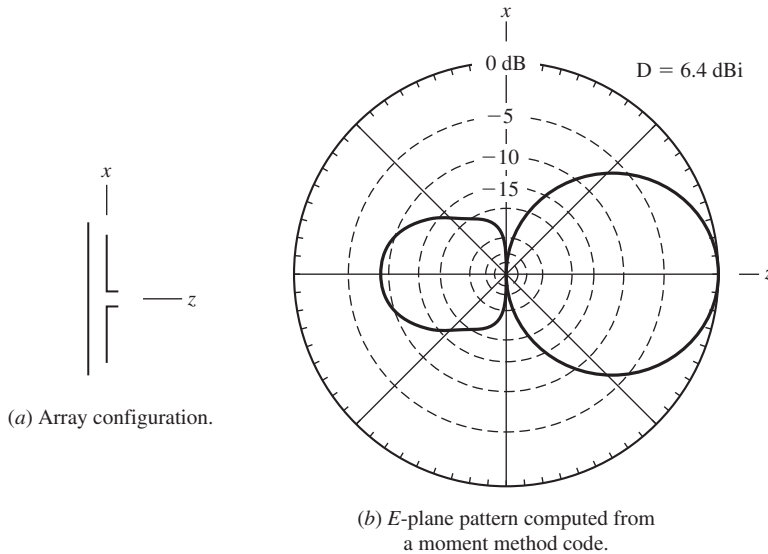 x
0 dB
D = 6.4 dBi
−5
−10
−15
z
x
z
(a) Array configuration.
(b) E-plane pattern computed from
a moment method code.